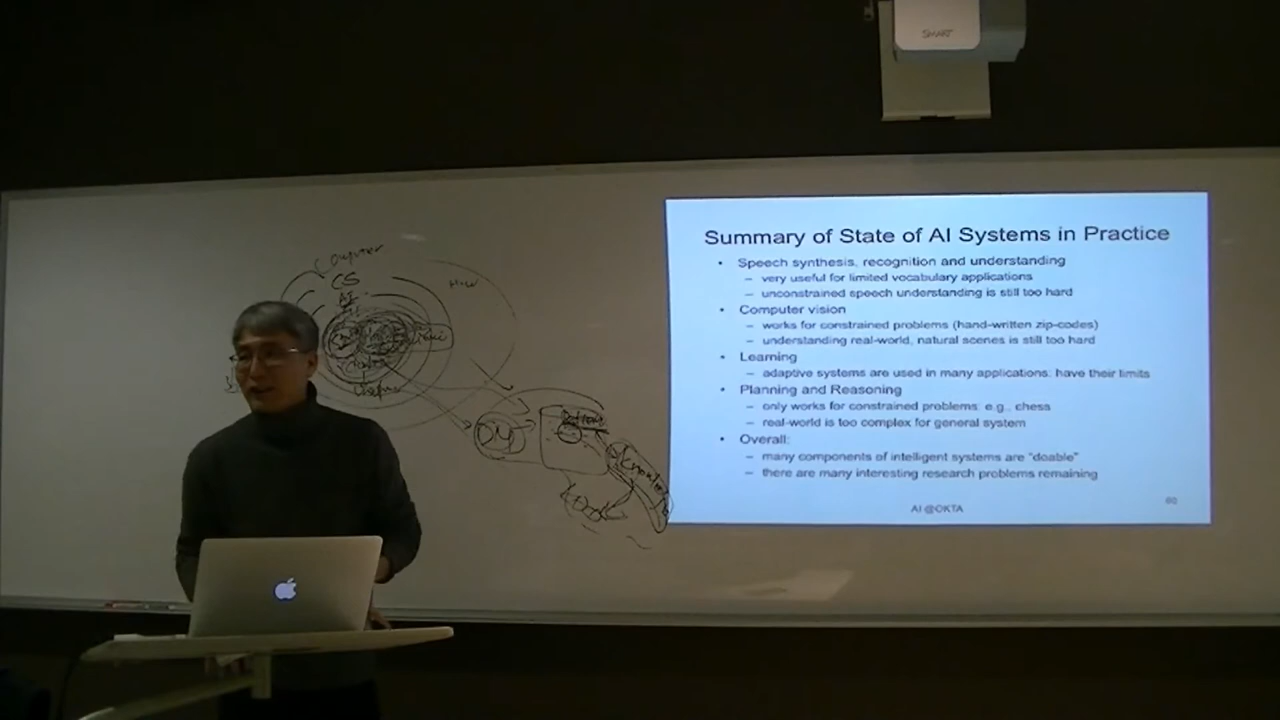 SMART
Computer
CS
AI
H·W
DM
Summary of State of AI Systems in Practice
• Speech synthesis, recognition and understanding
– very useful for limited vocabulary applications
– unconstrained speech understanding is still too hard
• Computer vision
– works for constrained problems (hand-written zip-codes)
– understanding real-world, natural scenes is still too hard
• Learning
– adaptive systems are used in many applications: have their limits
• Planning and Reasoning
– only works for constrained problems: e.g., chess
– real-world is too complex for general system
• Overall:
– many components of intelligent systems are "doable"
– there are many interesting research problems remaining
AI @OKTA
60